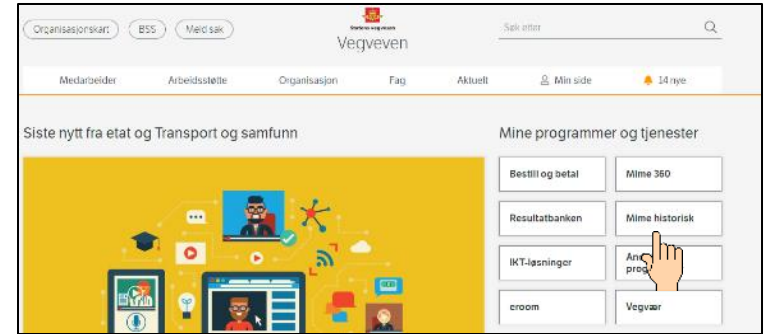 Organisasjonskart
BSS
Meld sak
Statens vegvesen
Vegveven
Søk etter
Medarbeider
Arbeidsstøtte
Organisasjon
Fag
Aktuelt
Min side
14 nye
Siste nytt fra etat og Transport og samfunn
Mine programmer og tjenester
Bestill og betal
Mime 360
Resultatbanken
Mime historisk
IKT-løsninger
eroom
Vegvær